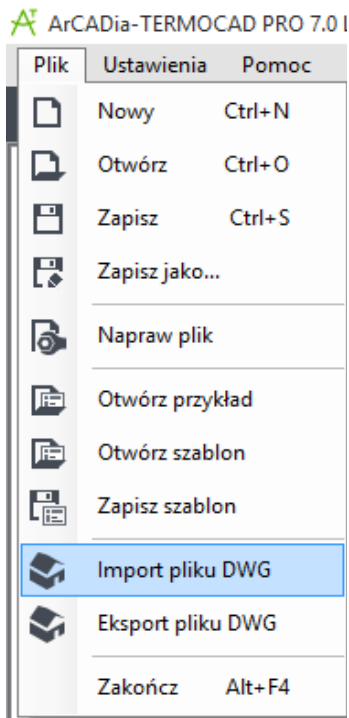 ArCADia-TERMOCAD PRO 7.0
Plik Ustawienia Pomoc
Nowy Ctrl+N
Otwórz Ctrl+O
Zapisz Ctrl+S
Zapisz jako...
Napraw plik
Otwórz przykład
Otwórz szablon
Zapisz szablon
Import pliku DWG
Eksport pliku DWG
Zakończ Alt+F4